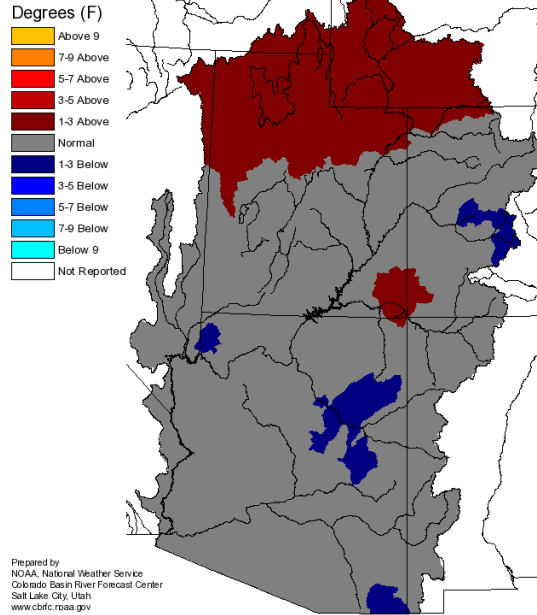 Degrees (F)
Above 9
7-9 Above
5-7 Above
3-5 Above
1-3 Above
Normal
1-3 Below
3-5 Below
5-7 Below
7-9 Below
Below 9
Not Reported
Prepared by
NOAA, National Weather Service
Colorado Basin River Forecast Center
Salt Lake City, Utah
www.cbrfc.noaa.gov